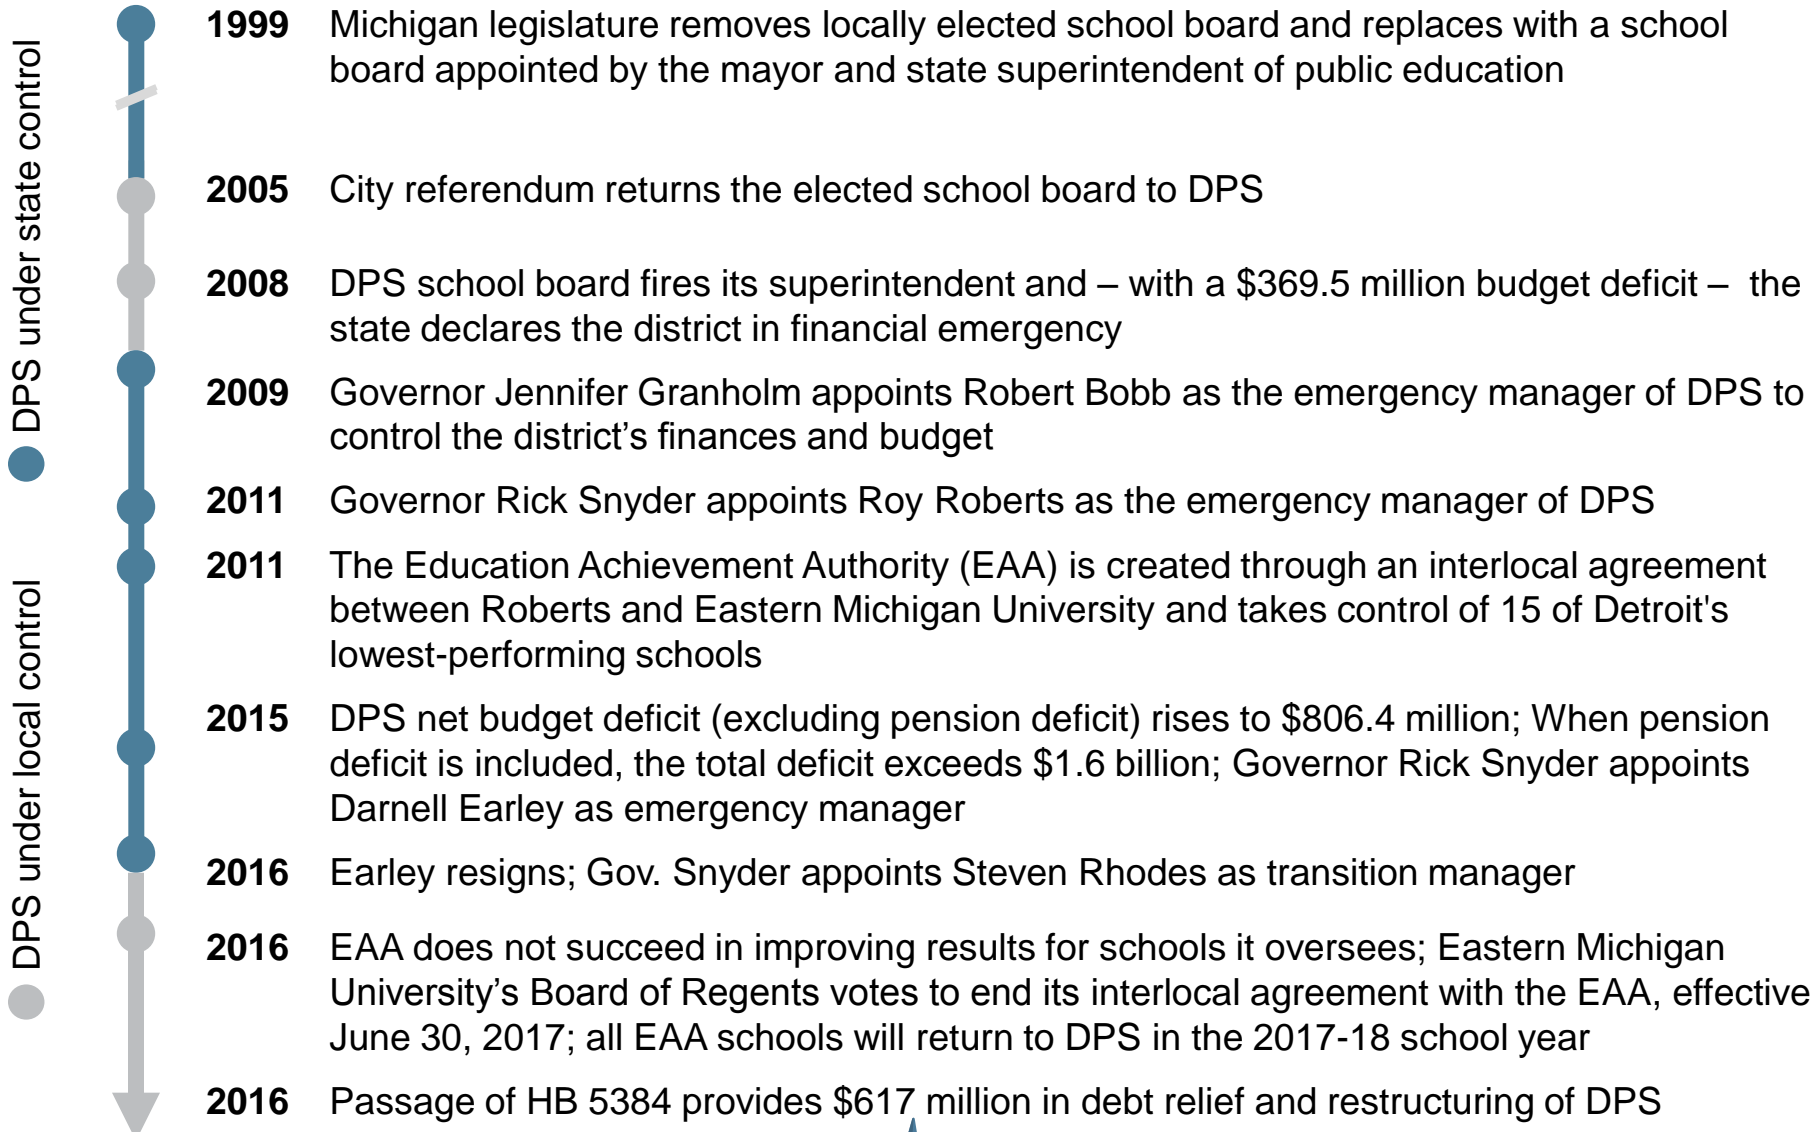 DPS under state control
DPS under local control
1999 Michigan legislature removes locally elected school board and replaces with a school
board appointed by the mayor and state superintendent of public education
2005 City referendum returns the elected school board to DPS
2008 DPS school board fires its superintendent and – with a $369.5 million budget deficit – the
state declares the district in financial emergency
2009 Governor Jennifer Granholm appoints Robert Bobb as the emergency manager of DPS to
control the district’s finances and budget
2011 Governor Rick Snyder appoints Roy Roberts as the emergency manager of DPS
2011 The Education Achievement Authority (EAA) is created through an interlocal agreement
between Roberts and Eastern Michigan University and takes control of 15 of Detroit's
lowest-performing schools
2015 DPS net budget deficit (excluding pension deficit) rises to $806.4 million; When pension
deficit is included, the total deficit exceeds $1.6 billion; Governor Rick Snyder appoints
Darnell Earley as emergency manager
2016 Earley resigns; Gov. Snyder appoints Steven Rhodes as transition manager
2016 EAA does not succeed in improving results for schools it oversees; Eastern Michigan
University’s Board of Regents votes to end its interlocal agreement with the EAA, effective
June 30, 2017; all EAA schools will return to DPS in the 2017-18 school year
2016 Passage of HB 5384 provides $617 million in debt relief and restructuring of DPS